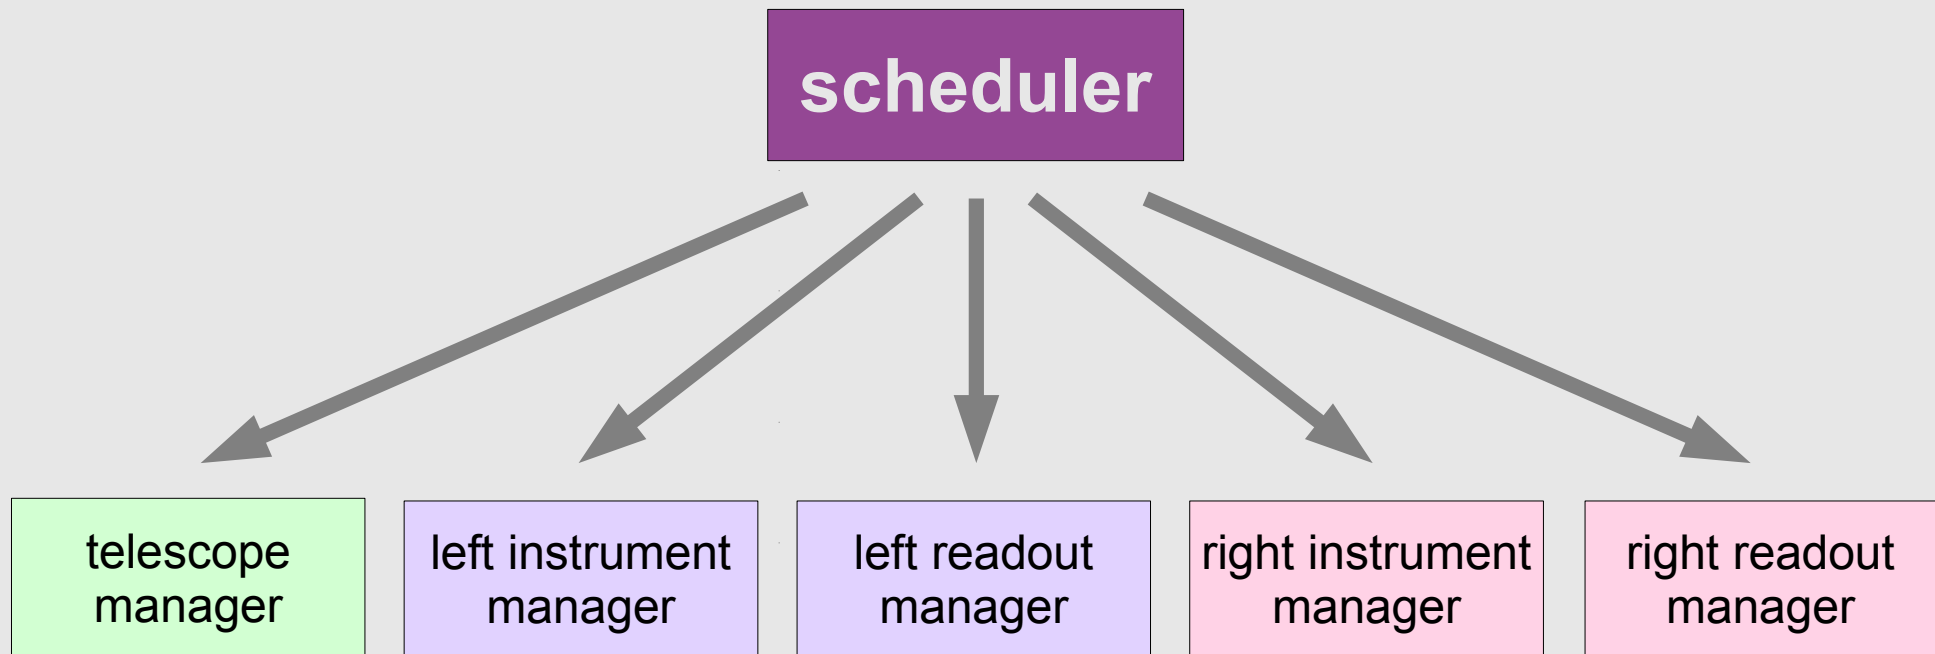 scheduler
telescope
manager
left instrument
manager
left readout
manager
right instrument
manager
right readout
manager